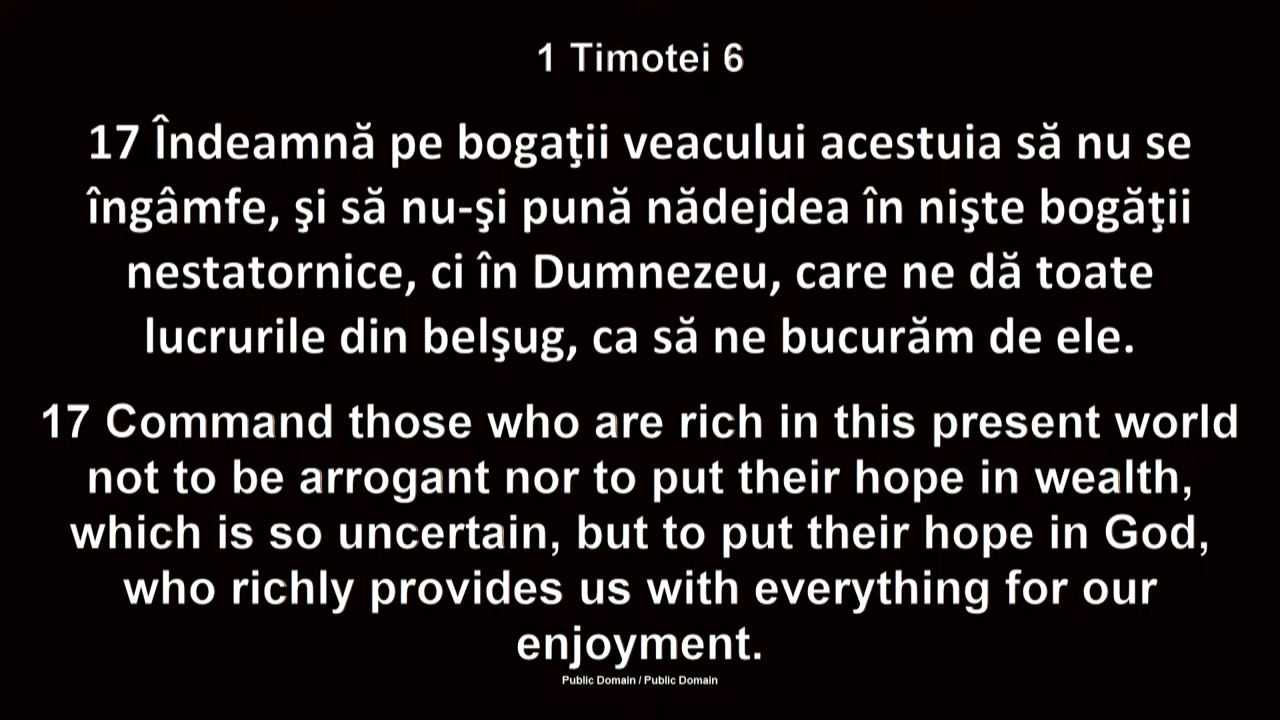 1 Timotei 6
17 Îndeamnă pe bogaţii veacului acestuia să nu se
îngâmfe, şi să nu-şi pună nădejdea în nişte bogăţii
nestatornice, ci în Dumnezeu, care ne dă toate
lucrurile din belşug, ca să ne bucurăm de ele.
17 Command those who are rich in this present world
not to be arrogant nor to put their hope in wealth,
which is so uncertain, but to put their hope in God,
who richly provides us with everything for our
enjoyment.
Public Domain / Public Domain